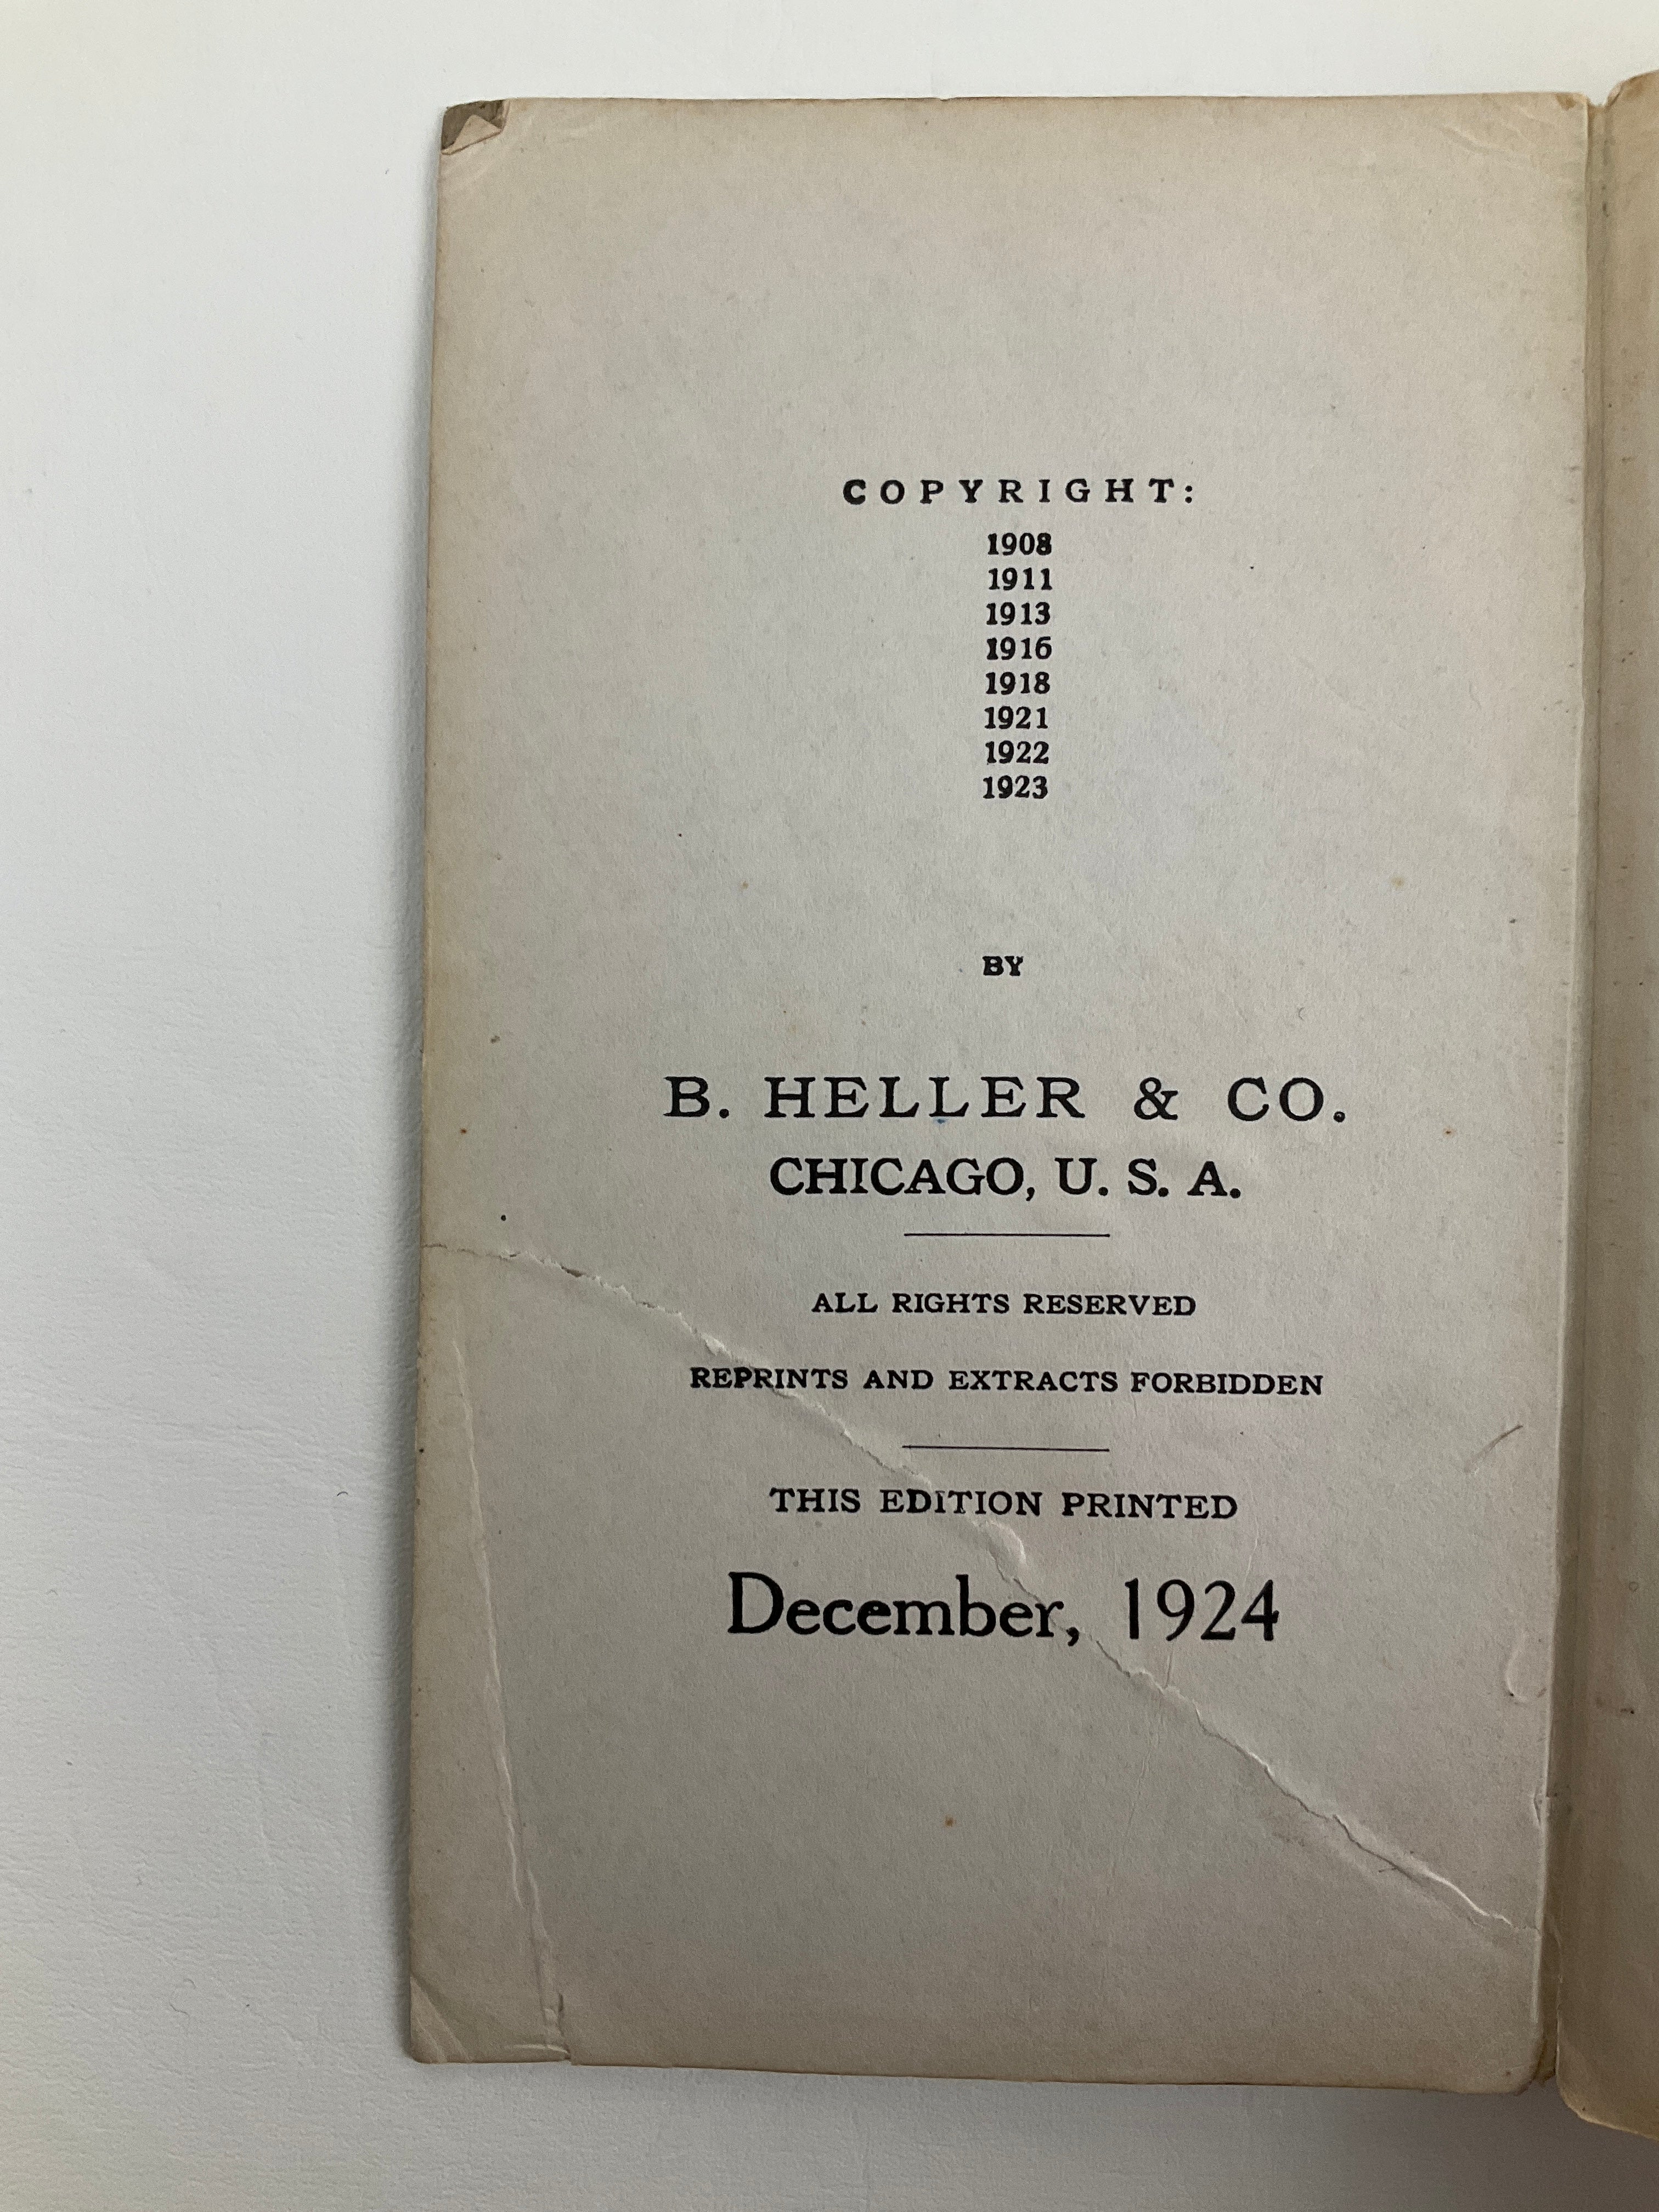 COPYRIGHT:
1908
1911
1913
1916
1918
1921
1922
1923
BY
B. HELLER & CO.
CHICAGO, U. S. A.
ALL RIGHTS RESERVED
REPRINTS AND EXTRACTS FORBIDDEN
THIS EDITION PRINTED
December, 1924